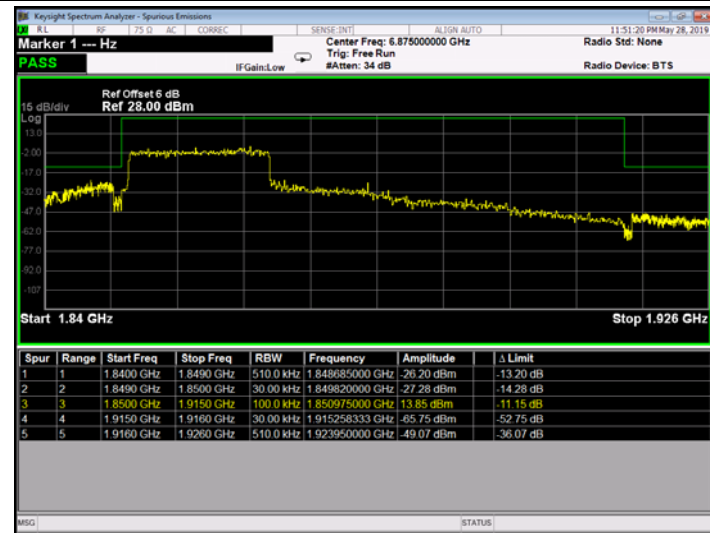 Keysight Spectrum Analyzer - Spurious Emissions
RL RF 75 Ω AC CORREC SENSE:INT ALIGN AUTO 11:51:20 PM May 28, 2019
Marker 1 --- Hz Center Freq: 6.875000000 GHz Radio Std: None
Trig: Free Run
PASS IFGain:Low #Atten: 34 dB Radio Device: BTS
Ref Offset 6 dB
15 dB/div Ref 28.00 dBm
Log
13.0
-2.00
-17.0
-32.0
-47.0
-62.0
-77.0
-92.0
-107
Start 1.84 GHz Stop 1.926 GHz
Spur Range Start Freq Stop Freq RBW Frequency Amplitude Δ Limit
1 1 1.8400 GHz 1.8490 GHz 510.0 kHz 1.848685000 GHz -26.20 dBm -13.20 dB
2 2 1.8490 GHz 1.8500 GHz 30.00 kHz 1.849820000 GHz -27.28 dBm -14.28 dB
3 3 1.8500 GHz 1.9150 GHz 100.0 kHz 1.850975000 GHz 13.85 dBm -11.15 dB
4 4 1.9150 GHz 1.9160 GHz 30.00 kHz 1.915258333 GHz -65.75 dBm -52.75 dB
5 5 1.9160 GHz 1.9260 GHz 510.0 kHz 1.923950000 GHz -49.07 dBm -36.07 dB
MSG STATUS